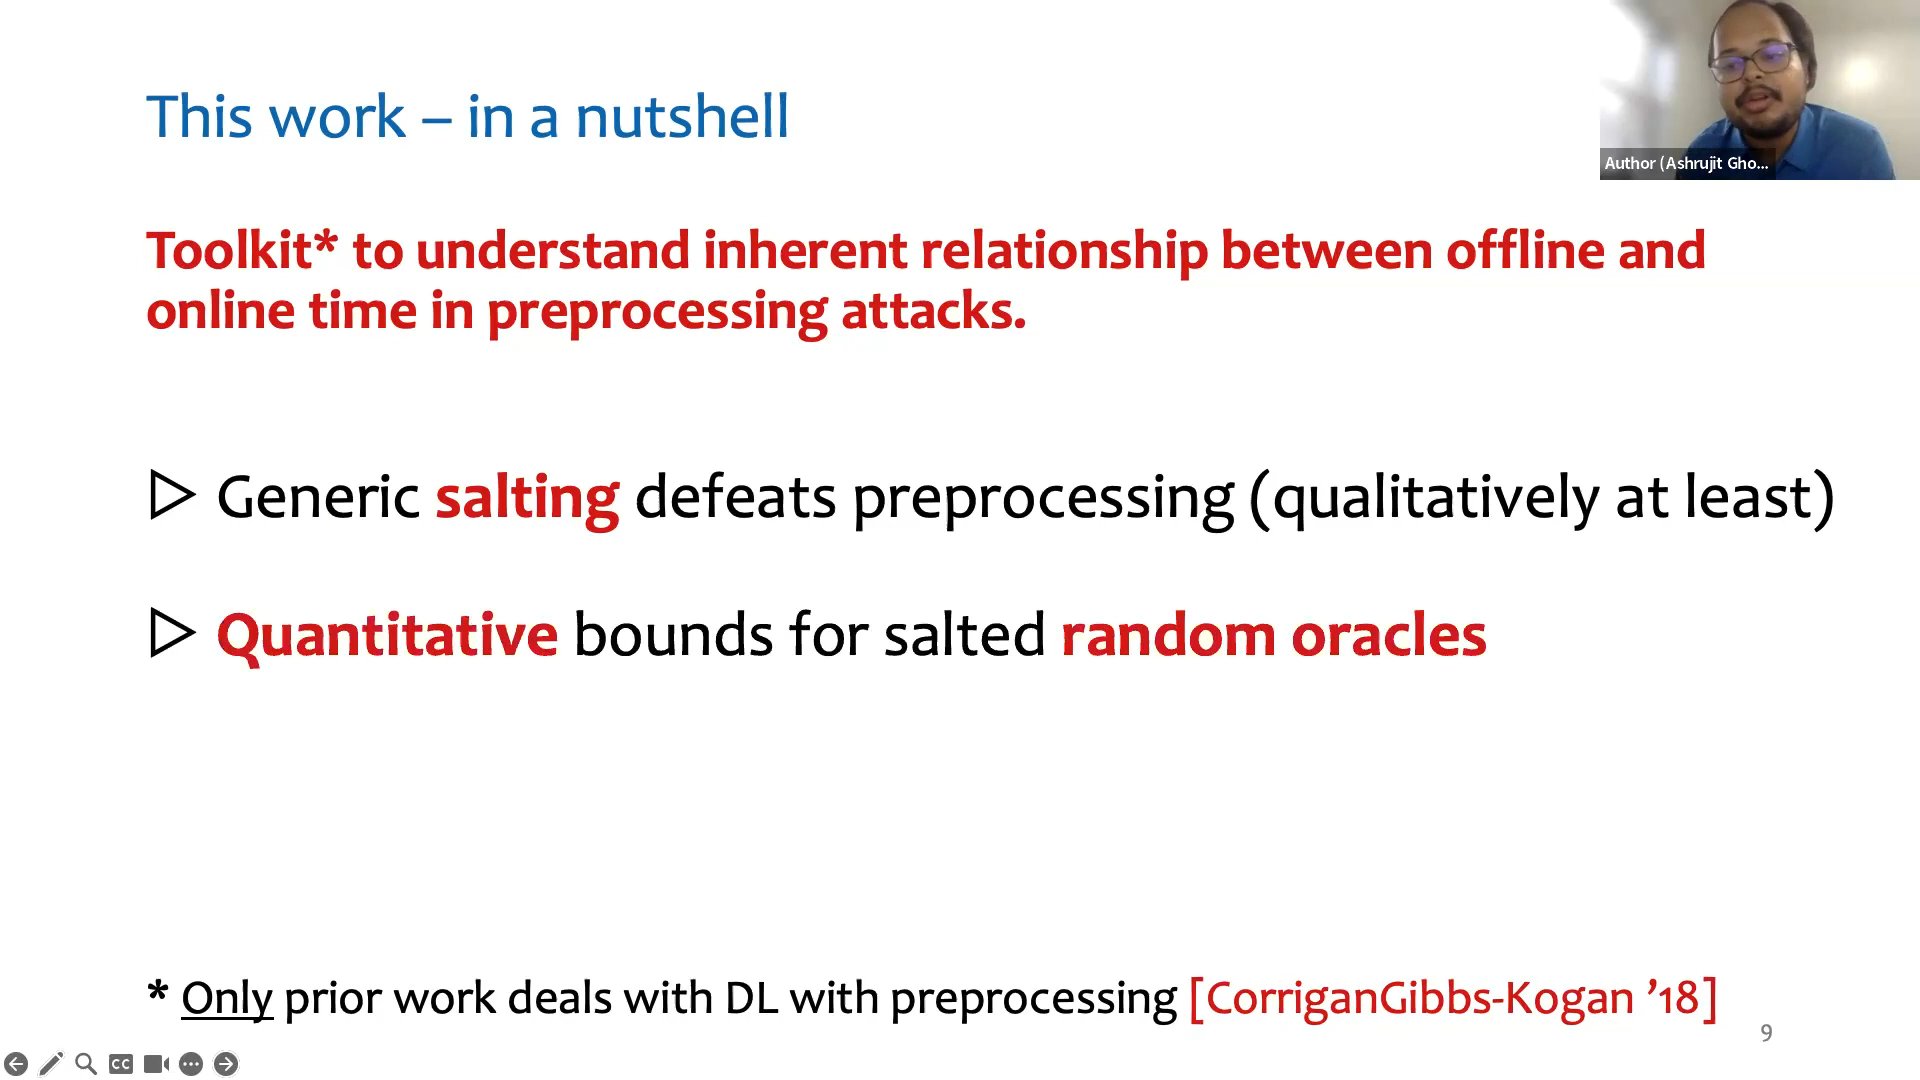 This work – in a nutshell
Author (Ashrujit Gho...
Toolkit* to understand inherent relationship between offline and
online time in preprocessing attacks.
▷ Generic salting defeats preprocessing (qualitatively at least)
▷ Quantitative bounds for salted random oracles
* Only prior work deals with DL with preprocessing [CorriganGibbs-Kogan ’18]
9
CC